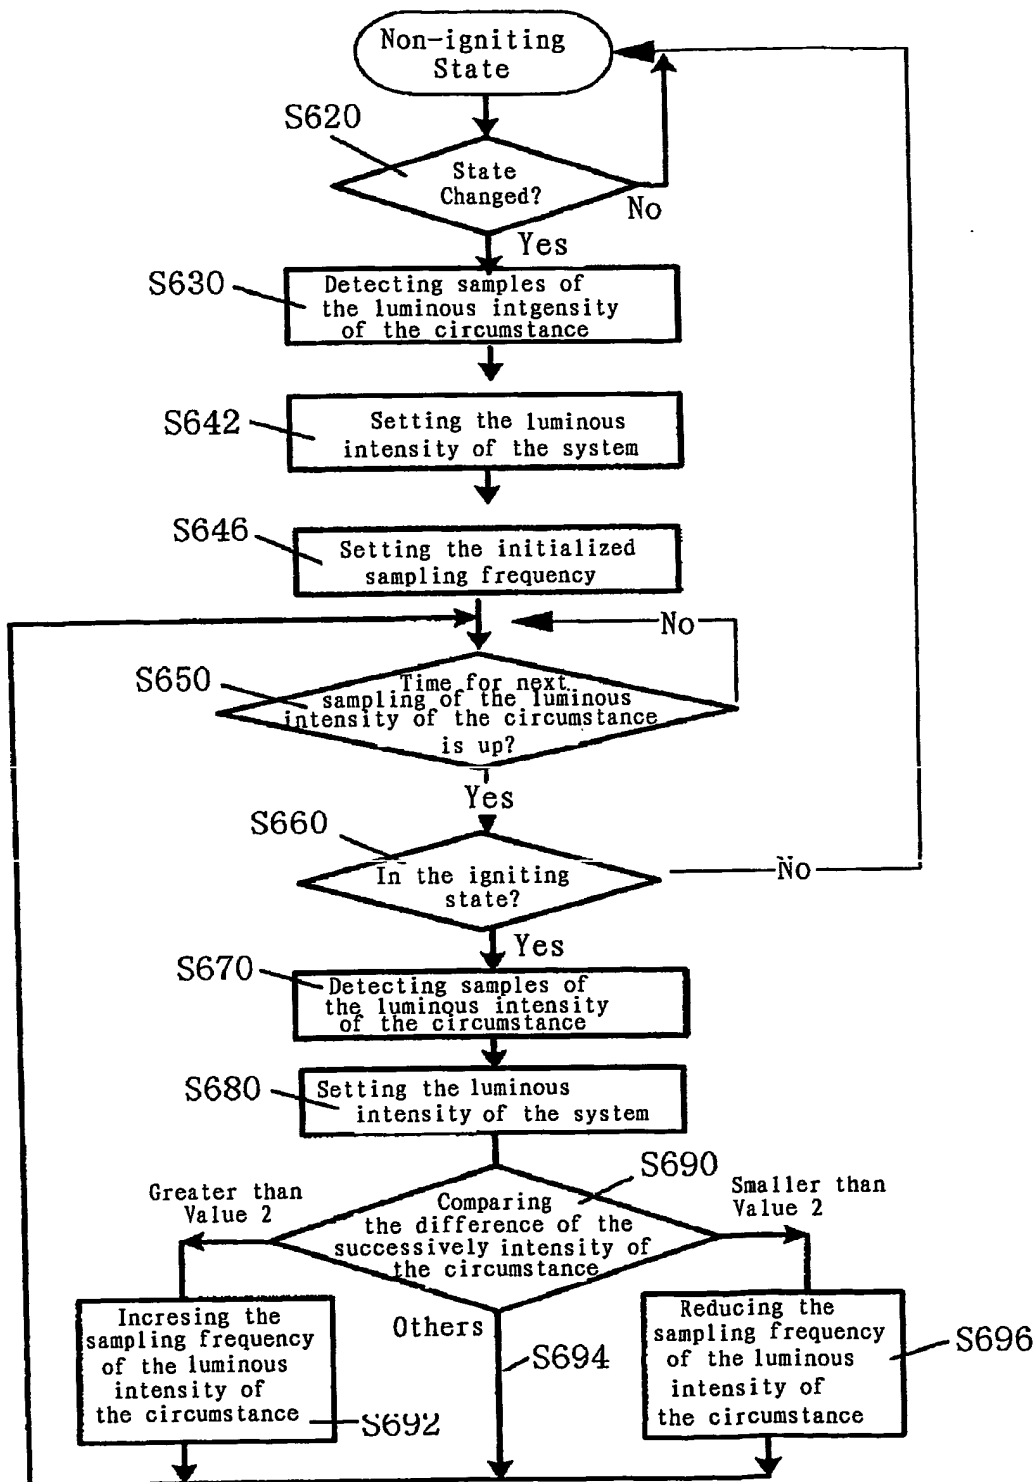 Non-igniting
State
S620
State
Changed?
No
Yes
S630
Detecting samples of
the luminous intgensity
of the circumstance
S642
Setting the luminous
intensity of the system
S646
Setting the initialized
sampling frequency
No
S650
Time for next
sampling of the luminous
intensity of the circumstance
is up?
Yes
S660
In the igniting
state?
No
Yes
S670
Detecting samples of
the luminous intensity
of the circumstance
S680
Setting the luminous
intensity of the system
S690
Greater than
Value 2
Comparing
the difference of the
successively intensity of
the circumstance
Smaller than
Value 2
Incresing the
sampling frequency
of the luminous
intensity of
the circumstance
S692
Others
S694
Reducing the
sampling frequency
of the luminous
intensity of
the circumstance
S696